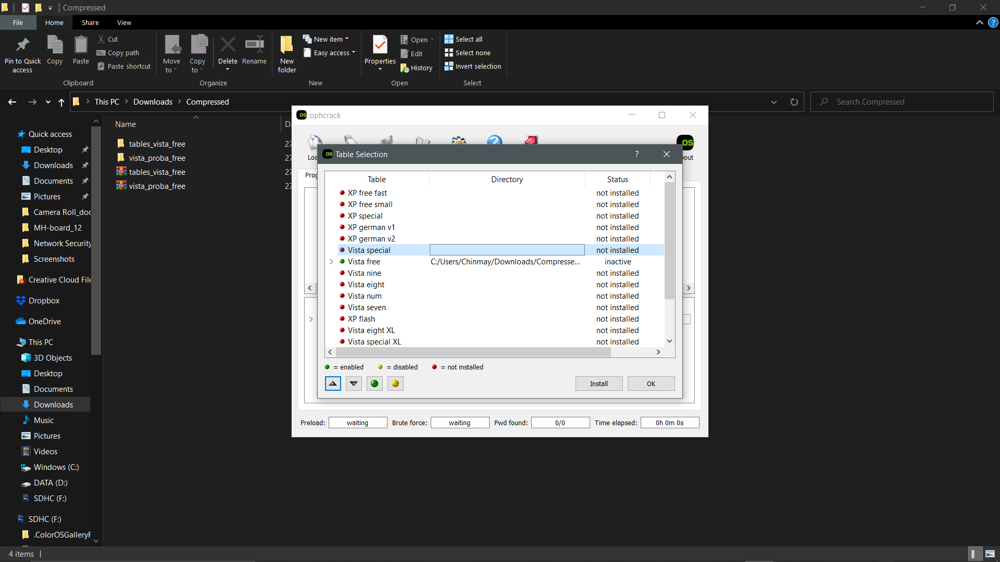 Compressed
File Home Share View
Pin to Quick access
Copy
Paste
Cut
Copy path
Paste shortcut
Move to
Copy to
Delete
Rename
New folder
New item
Easy access
Properties
Open
Edit
History
Select all
Select none
Invert selection
Clipboard Organize New Open Select
This PC Downloads Compressed
Search Compressed
Quick access
Desktop
Downloads
Documents
Pictures
Camera Roll_doc
MH-board_12
Network Security
Screenshots
Creative Cloud File
Dropbox
OneDrive
This PC
3D Objects
Desktop
Documents
Downloads
Music
Pictures
Videos
Windows (C:)
DATA (D:)
SDHC (F:)
SDHC (F:)
.ColorOSGalleryR
Name
tables_vista_free 27
vista_proba_free 27
tables_vista_free 27
vista_proba_free 27
OS ophcrack
Loa
OS
bout
Prog
OS Table Selection ?
Table Directory Status
XP free fast not installed
XP free small not installed
XP special not installed
XP german v1 not installed
XP german v2 not installed
Vista special not installed
Vista free C:/Users/Chinmay/Downloads/Compresse... inactive
Vista nine not installed
Vista eight not installed
Vista num not installed
Vista seven not installed
XP flash not installed
Vista eight XL not installed
Vista special XL not installed
= enabled = disabled = not installed
Install OK
Preload: waiting Brute force: waiting Pwd found: 0/0 Time elapsed: 0h 0m 0s
4 items